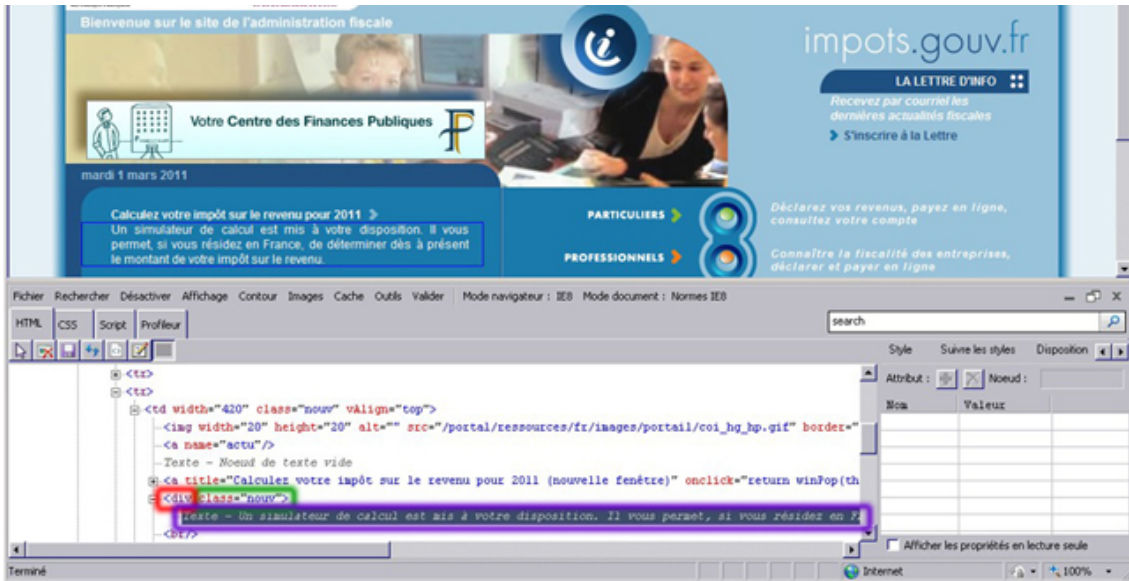 Bienvenue sur le site de l'administration fiscale
impots.gouv.fr
LA LETTRE D'INFO
Recevez par courriel les
dernières actualités fiscales
S'inscrire à la Lettre
Votre Centre des Finances Publiques
mardi 1 mars 2011
Calculez votre impôt sur le revenu pour 2011
Un simulateur de calcul est mis à votre disposition. Il vous
permet, si vous résidez en France, de déterminer dès à présent
le montant de votre impôt sur le revenu.
PARTICULIERS
Déclarez vos revenus, payez en ligne,
consultez votre compte
PROFESSIONNELS
Connaître la fiscalité des entreprises,
déclarer et payer en ligne
Fichier Rechercher Désactiver Affichage Contour Images Cache Outils Valider Mode navigateur : IE8 Mode document : Normes IE8
HTML CSS Script Profileur
search
Style Suivre les styles Disposition
Attribut : Noeud :
Nom Valeur
<tr>
<tr>
<td width="420" class="nouv" vAlign="top">
<img width="20" height="20" alt="" src="/portal/ressources/fr/images/portail/coi_hg_hp.gif" border="
<a name="actu"/>
Texte - Noeud de texte vide
<a title="Calculez votre impôt sur le revenu pour 2011 (nouvelle fenêtre)" onclick="return winPop(th
<div class="nouv">
Texte - Un simulateur de calcul est mis à votre disposition. Il vous permet, si vous résidez en F
<br/>
Afficher les propriétés en lecture seule
Terminé
Internet
100%